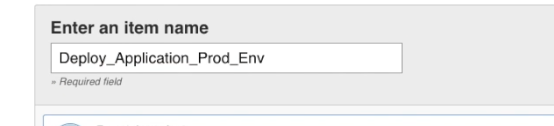 Enter an item name
Deploy_Application_Prod_Env
» Required field